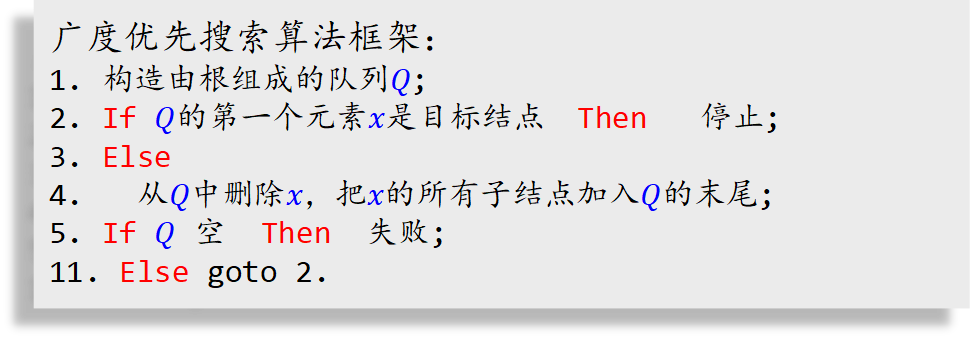 广度优先搜索算法框架：
1. 构造由根组成的队列Q;
2. If Q的第一个元素x是目标结点 Then 停止;
3. Else
4. 从Q中删除x，把x的所有子结点加入Q的末尾;
5. If Q 空 Then 失败;
11. Else goto 2.